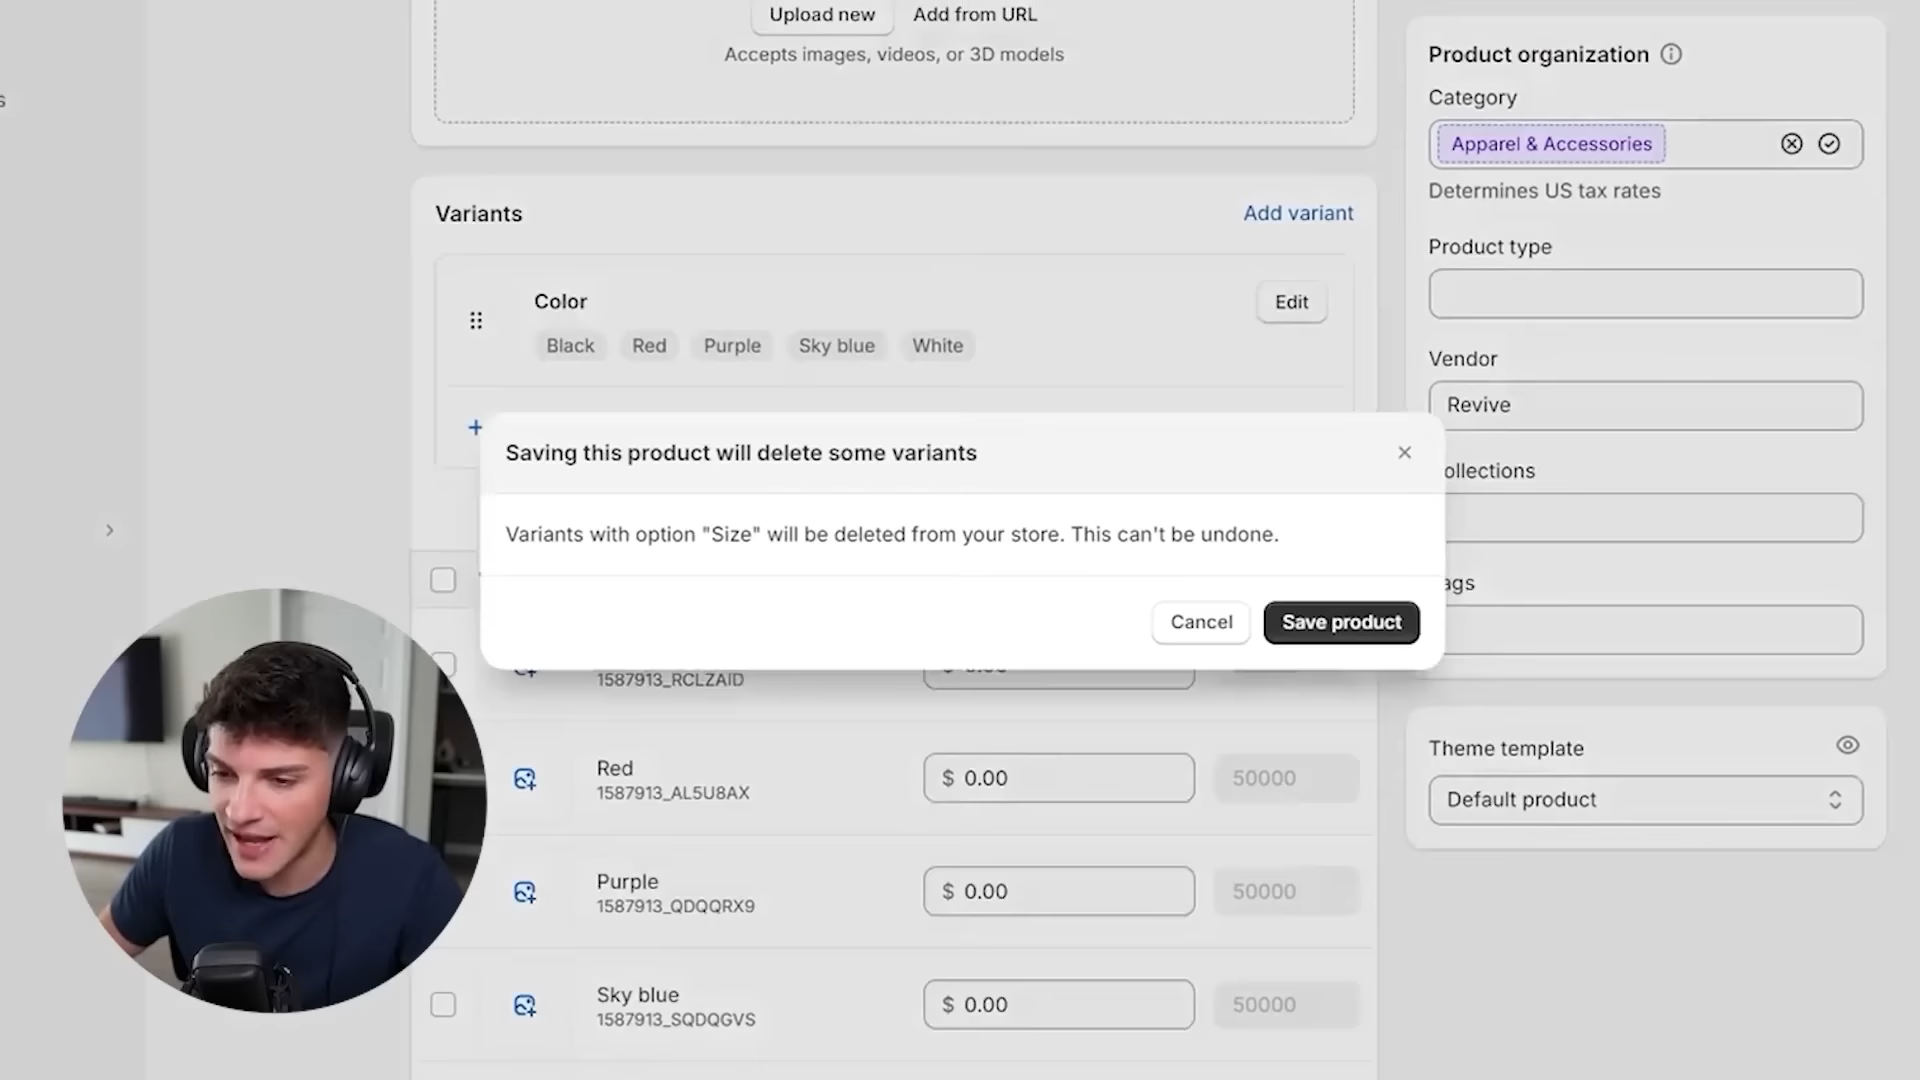 Upload new
Add from URL
Accepts images, videos, or 3D models
s
Variants
Add variant
Color
Edit
Black
Red
Purple
Sky blue
White
+
Saving this product will delete some variants
Variants with option "Size" will be deleted from your store. This can't be undone.
Cancel
Save product
1587913_RCLZAID
Red
1587913_AL5U8AX
$ 0.00
50000
Purple
1587913_QDQQRX9
$ 0.00
50000
Sky blue
1587913_SQDQGVS
$ 0.00
50000
Product organization
Category
Apparel & Accessories
Determines US tax rates
Product type
Vendor
Revive
ollections
ags
Theme template
Default product